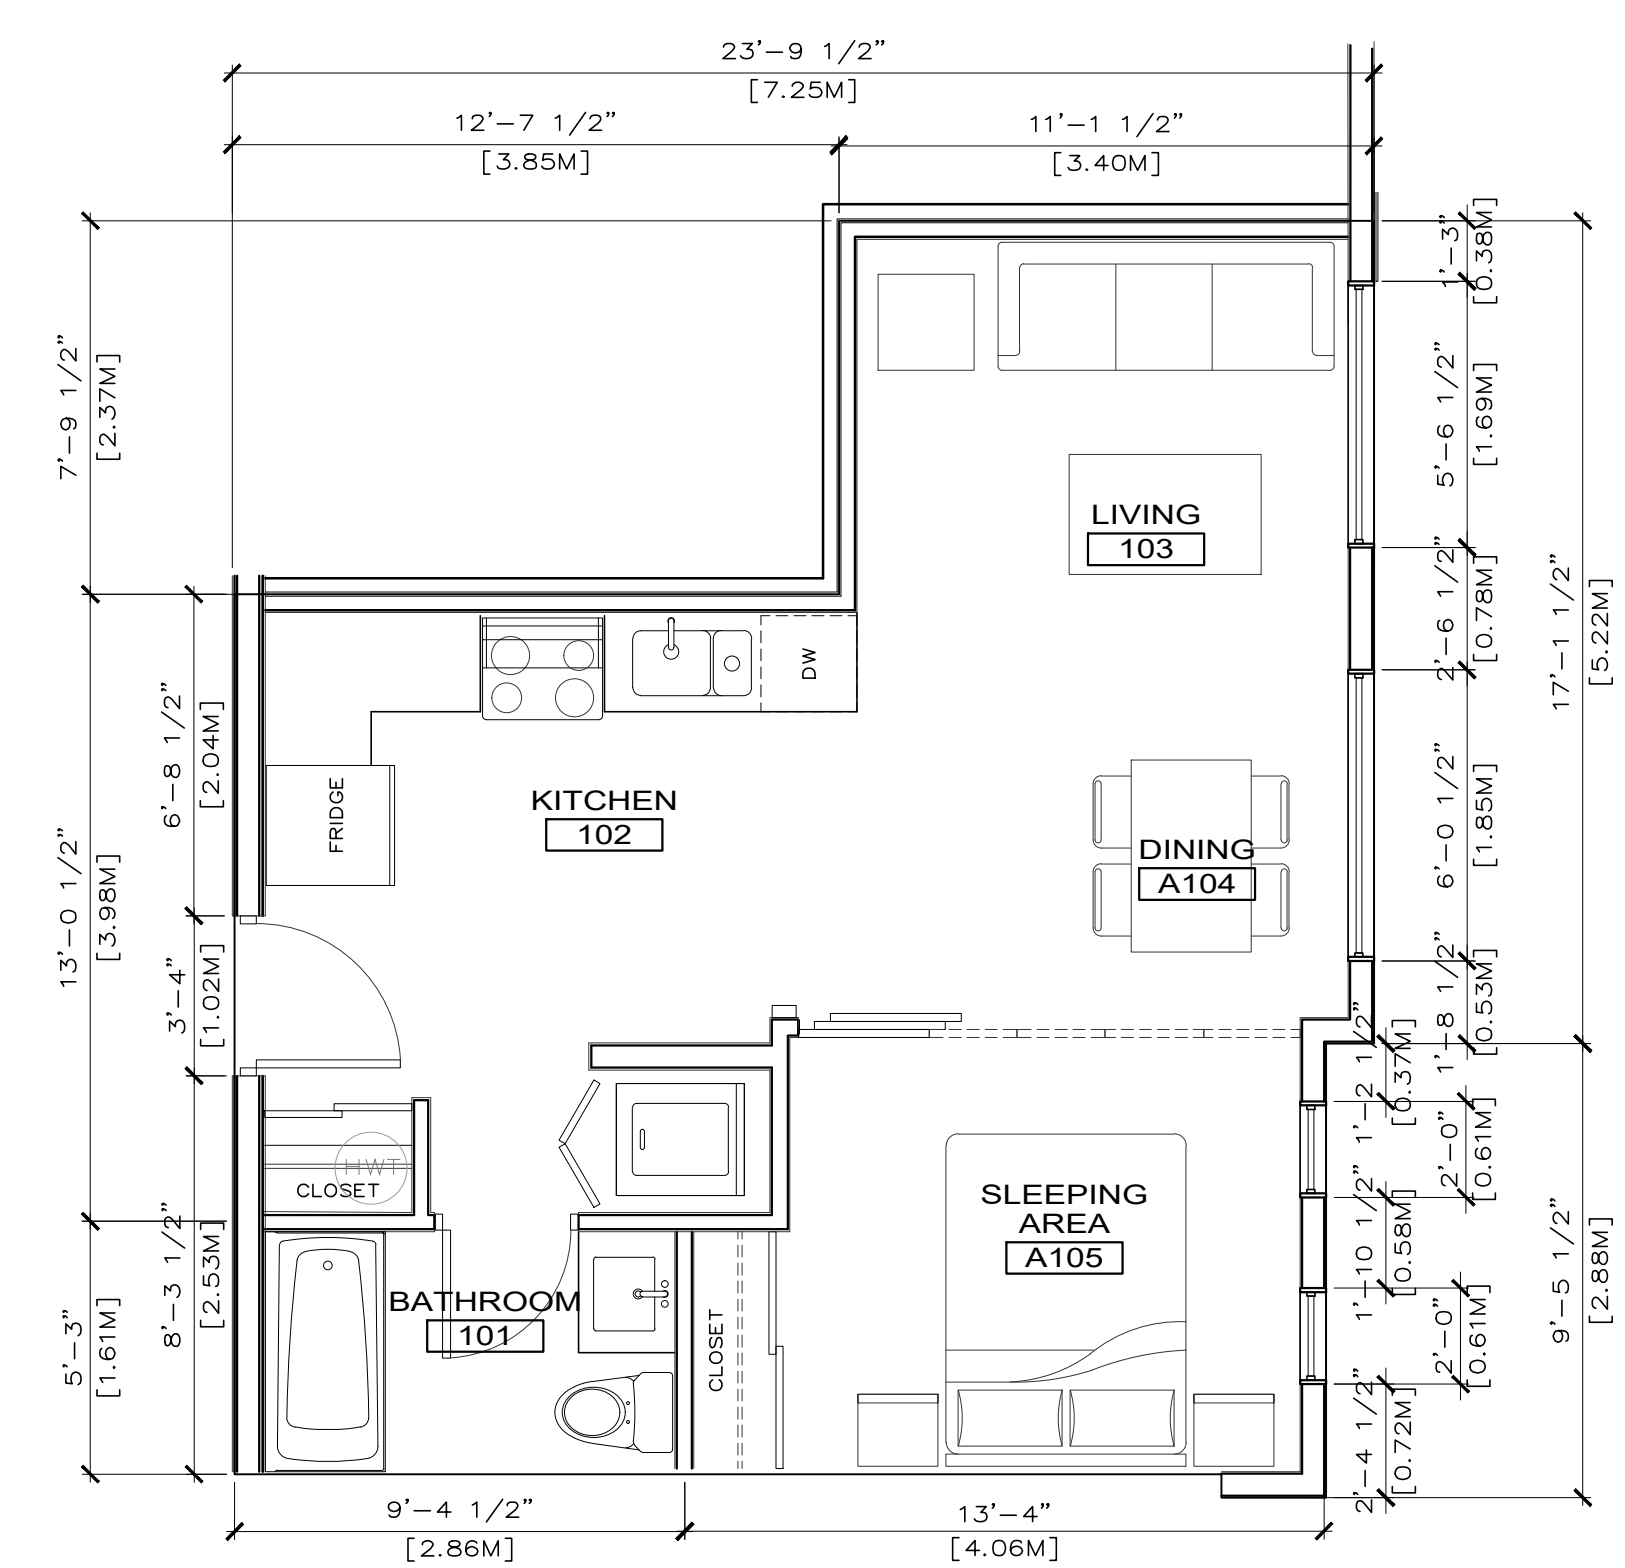 23'-9 1/2"
[7.25M]
12'-7 1/2"
[3.85M]
11'-1 1/2"
[3.40M]
1'-3"
[0.38M]
7'-9 1/2"
[2.37M]
5'-6 1/2"
[1.69M]
LIVING
103
2'-6 1/2"
[0.78M]
17'-1 1/2"
[5.22M]
DW
6'-8 1/2"
[2.04M]
FRIDGE
KITCHEN
102
DINING
A104
6'-0 1/2"
[1.85M]
13'-0 1/2"
[3.98M]
3'-4"
[1.02M]
1'-8 1/2"
[0.53M]
1'-2 1/2"
[0.37M]
HWT
CLOSET
2'-0"
[0.61M]
SLEEPING
AREA
A105
1'-10 1/2"
[0.58M]
8'-3 1/2"
[2.53M]
9'-5 1/2"
[2.88M]
BATHROOM
101
CLOSET
2'-0"
[0.61M]
5'-3"
[1.61M]
2'-4 1/2"
[0.72M]
9'-4 1/2"
[2.86M]
13'-4"
[4.06M]